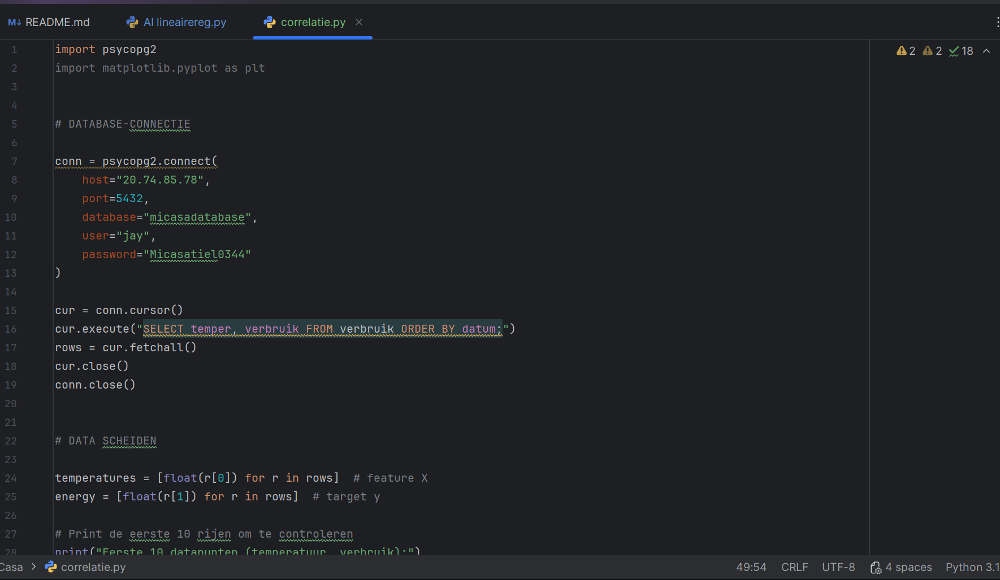 README.md AI lineairereg.py correlatie.py
2 2 18
1 import psycopg2
2 import matplotlib.pyplot as plt
3
4
5 # DATABASE-CONNECTIE
6
7 conn = psycopg2.connect(
8     host="20.74.85.78",
9     port=5432,
10     database="micasadatabase",
11     user="jay",
12     password="Micasatiel0344"
13 )
14
15 cur = conn.cursor()
16 cur.execute("SELECT temper, verbruik FROM verbruik ORDER BY datum;")
17 rows = cur.fetchall()
18 cur.close()
19 conn.close()
20
21
22 # DATA SCHEIDEN
23
24 temperatures = [float(r[0]) for r in rows]  # feature X
25 energy = [float(r[1]) for r in rows]  # target y
26
27 # Print de eerste 10 rijen om te controleren
28 print("Eerste 10 datapunten (temperatuur, verbruik):")
Casa > correlatie.py 49:54 CRLF UTF-8 4 spaces Python 3.1